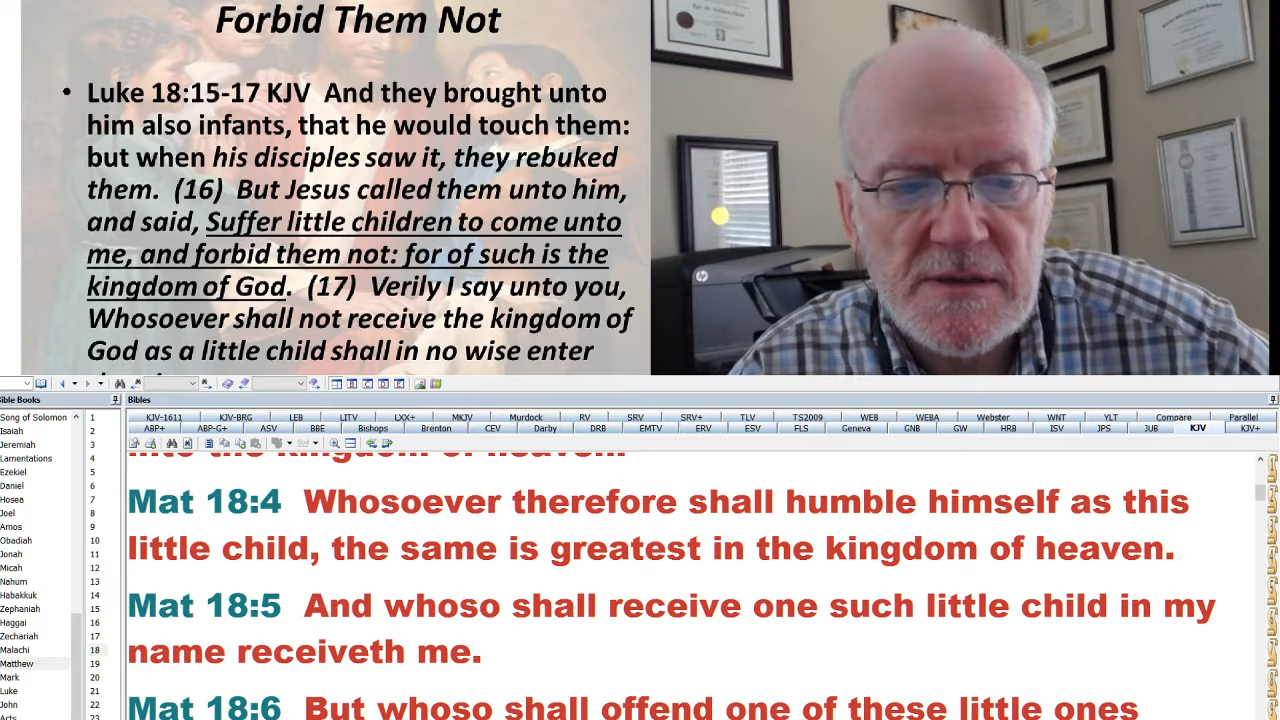 Forbid Them Not
• Luke 18:15-17 KJV And they brought unto
him also infants, that he would touch them:
but when his disciples saw it, they rebuked
them. (16) But Jesus called them unto him,
and said, Suffer little children to come unto
me, and forbid them not: for of such is the
kingdom of God. (17) Verily I say unto you,
Whosoever shall not receive the kingdom of
God as a little child shall in no wise enter
hp
ible Books
Bibles
Song of Solomon 1
Isaiah 2
Jeremiah 3
Lamentations 4
Ezekiel 5
Daniel 6
Hosea 7
Joel 8
Amos 9
Obadiah 10
Jonah 11
Micah 12
Nahum 13
Habakkuk 14
Zephaniah 15
Haggai 16
Zechariah 17
Malachi 18
Matthew 19
Mark 20
Luke 21
John 22
Acts 23
KJV-1611 KJV-BRG LEB LITV LXX+ MKJV Murdock RV SRV SRV+ TLV TS2009 WEB WEBA Webster WNT YLT Compare Parallel
ABP+ ABP-G+ ASV BBE Bishops Brenton CEV Darby DRB EMTV ERV ESV FLS Geneva GNB GW HRB ISV JPS JUB KJV KJV+
into the kingdom of heaven.
Mat 18:4 Whosoever therefore shall humble himself as this
little child, the same is greatest in the kingdom of heaven.
Mat 18:5 And whoso shall receive one such little child in my
name receiveth me.
Mat 18:6 But whoso shall offend one of these little ones